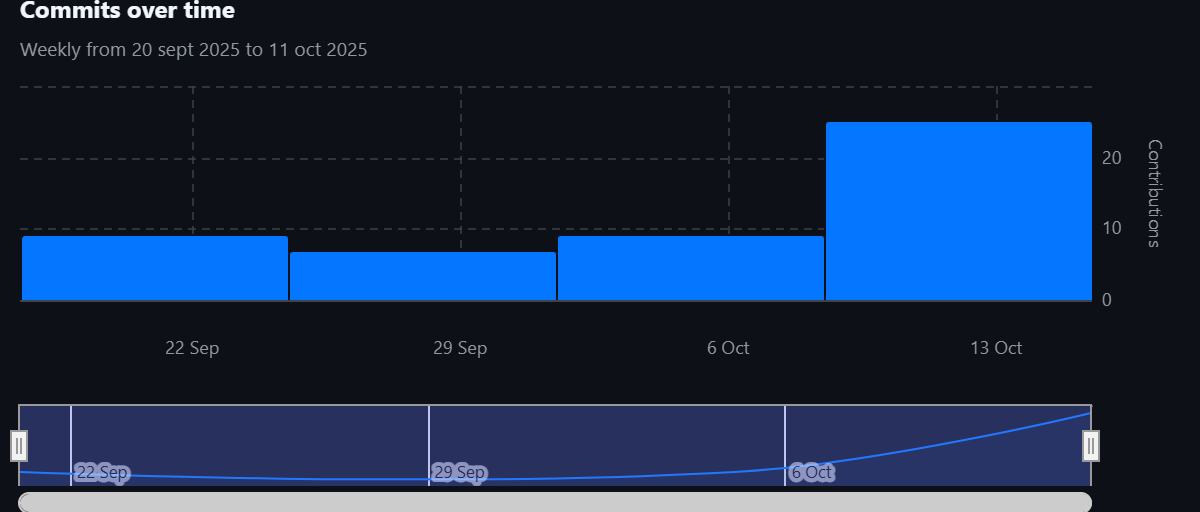 Commits over time
Weekly from 20 sept 2025 to 11 oct 2025
20
10
0
Contributions
22 Sep
29 Sep
6 Oct
13 Oct
22 Sep
29 Sep
6 Oct